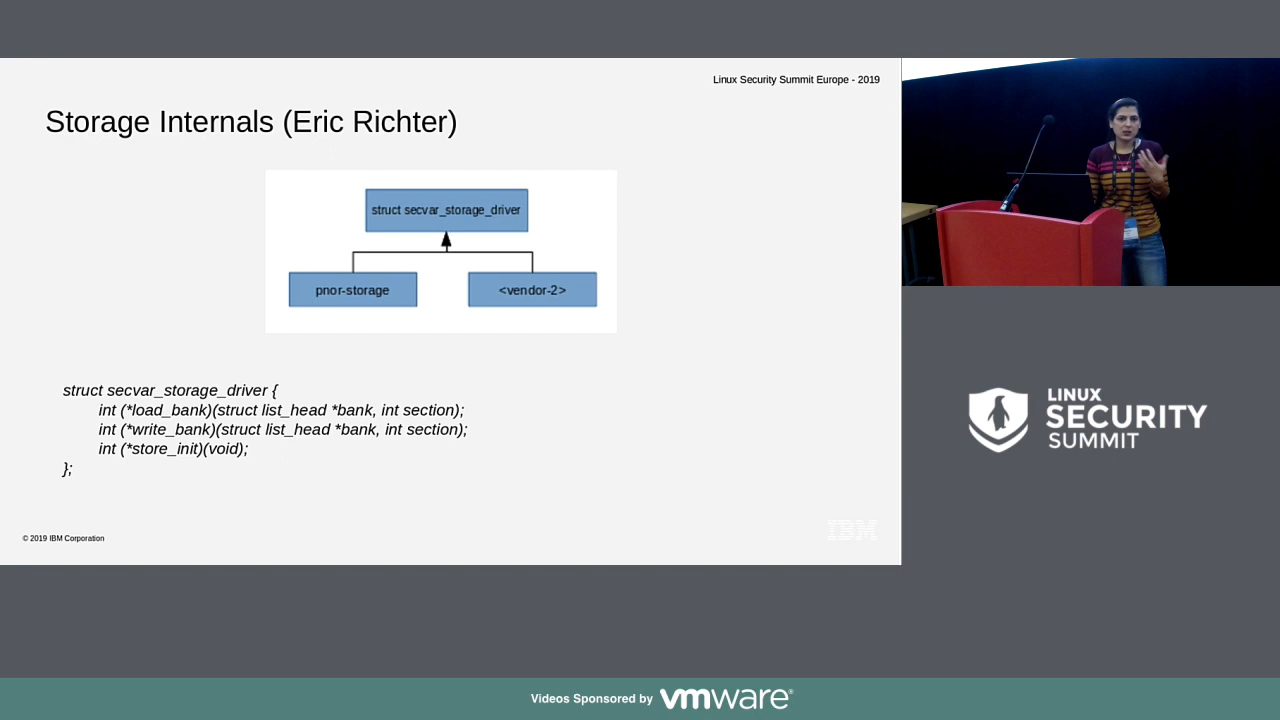 Linux Security Summit Europe - 2019
Storage Internals (Eric Richter)
struct secvar_storage_driver
pnor-storage
<vendor-2>
struct secvar_storage_driver {
int (*load_bank)(struct list_head *bank, int section);
int (*write_bank)(struct list_head *bank, int section);
int (*store_init)(void);
};
© 2019 IBM Corporation
IBM
LINUX
SECURITY
SUMMIT
Videos Sponsored by vmware®